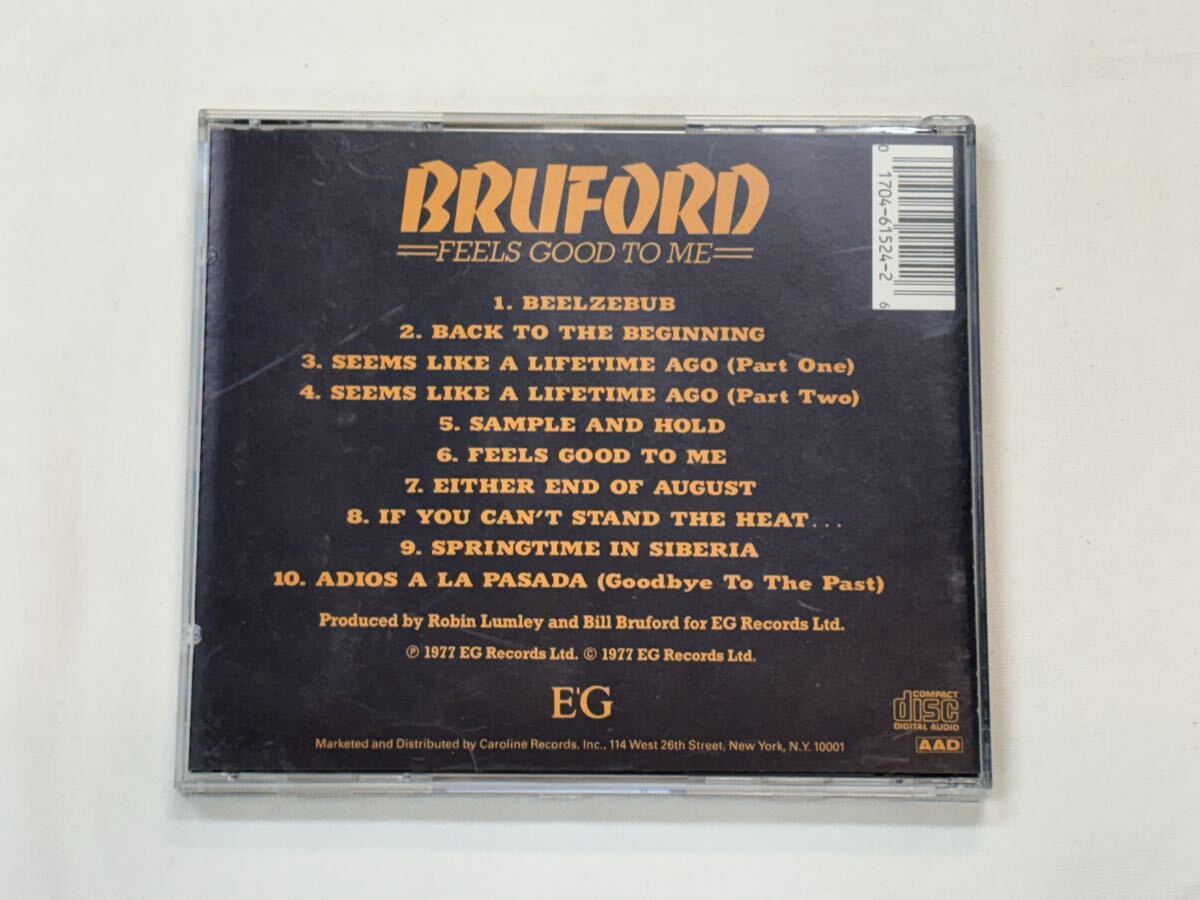 BRUFORD
FEELS GOOD TO ME
1. BEELZEBUB
2. BACK TO THE BEGINNING
3. SEEMS LIKE A LIFETIME AGO (Part One)
4. SEEMS LIKE A LIFETIME AGO (Part Two)
5. SAMPLE AND HOLD
6. FEELS GOOD TO ME
7. EITHER END OF AUGUST
8. IF YOU CAN'T STAND THE HEAT...
9. SPRINGTIME IN SIBERIA
10. ADIOS A LA PASADA (Goodbye To The Past)
Produced by Robin Lumley and Bill Bruford for EG Records Ltd.
℗ 1977 EG Records Ltd. © 1977 EG Records Ltd.
E'G
Marketed and Distributed by Caroline Records, Inc., 114 West 26th Street, New York, N.Y. 10001
0 1704-61524-2 6
COMPACT
disc
DIGITAL AUDIO
AAD